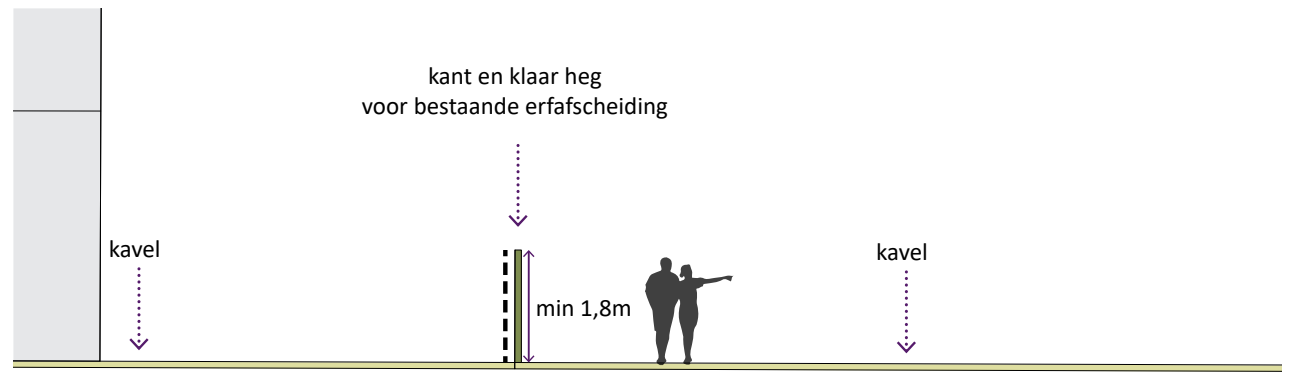 kant en klaar heg
voor bestaande erfafscheiding
kavel
kavel
min 1,8m